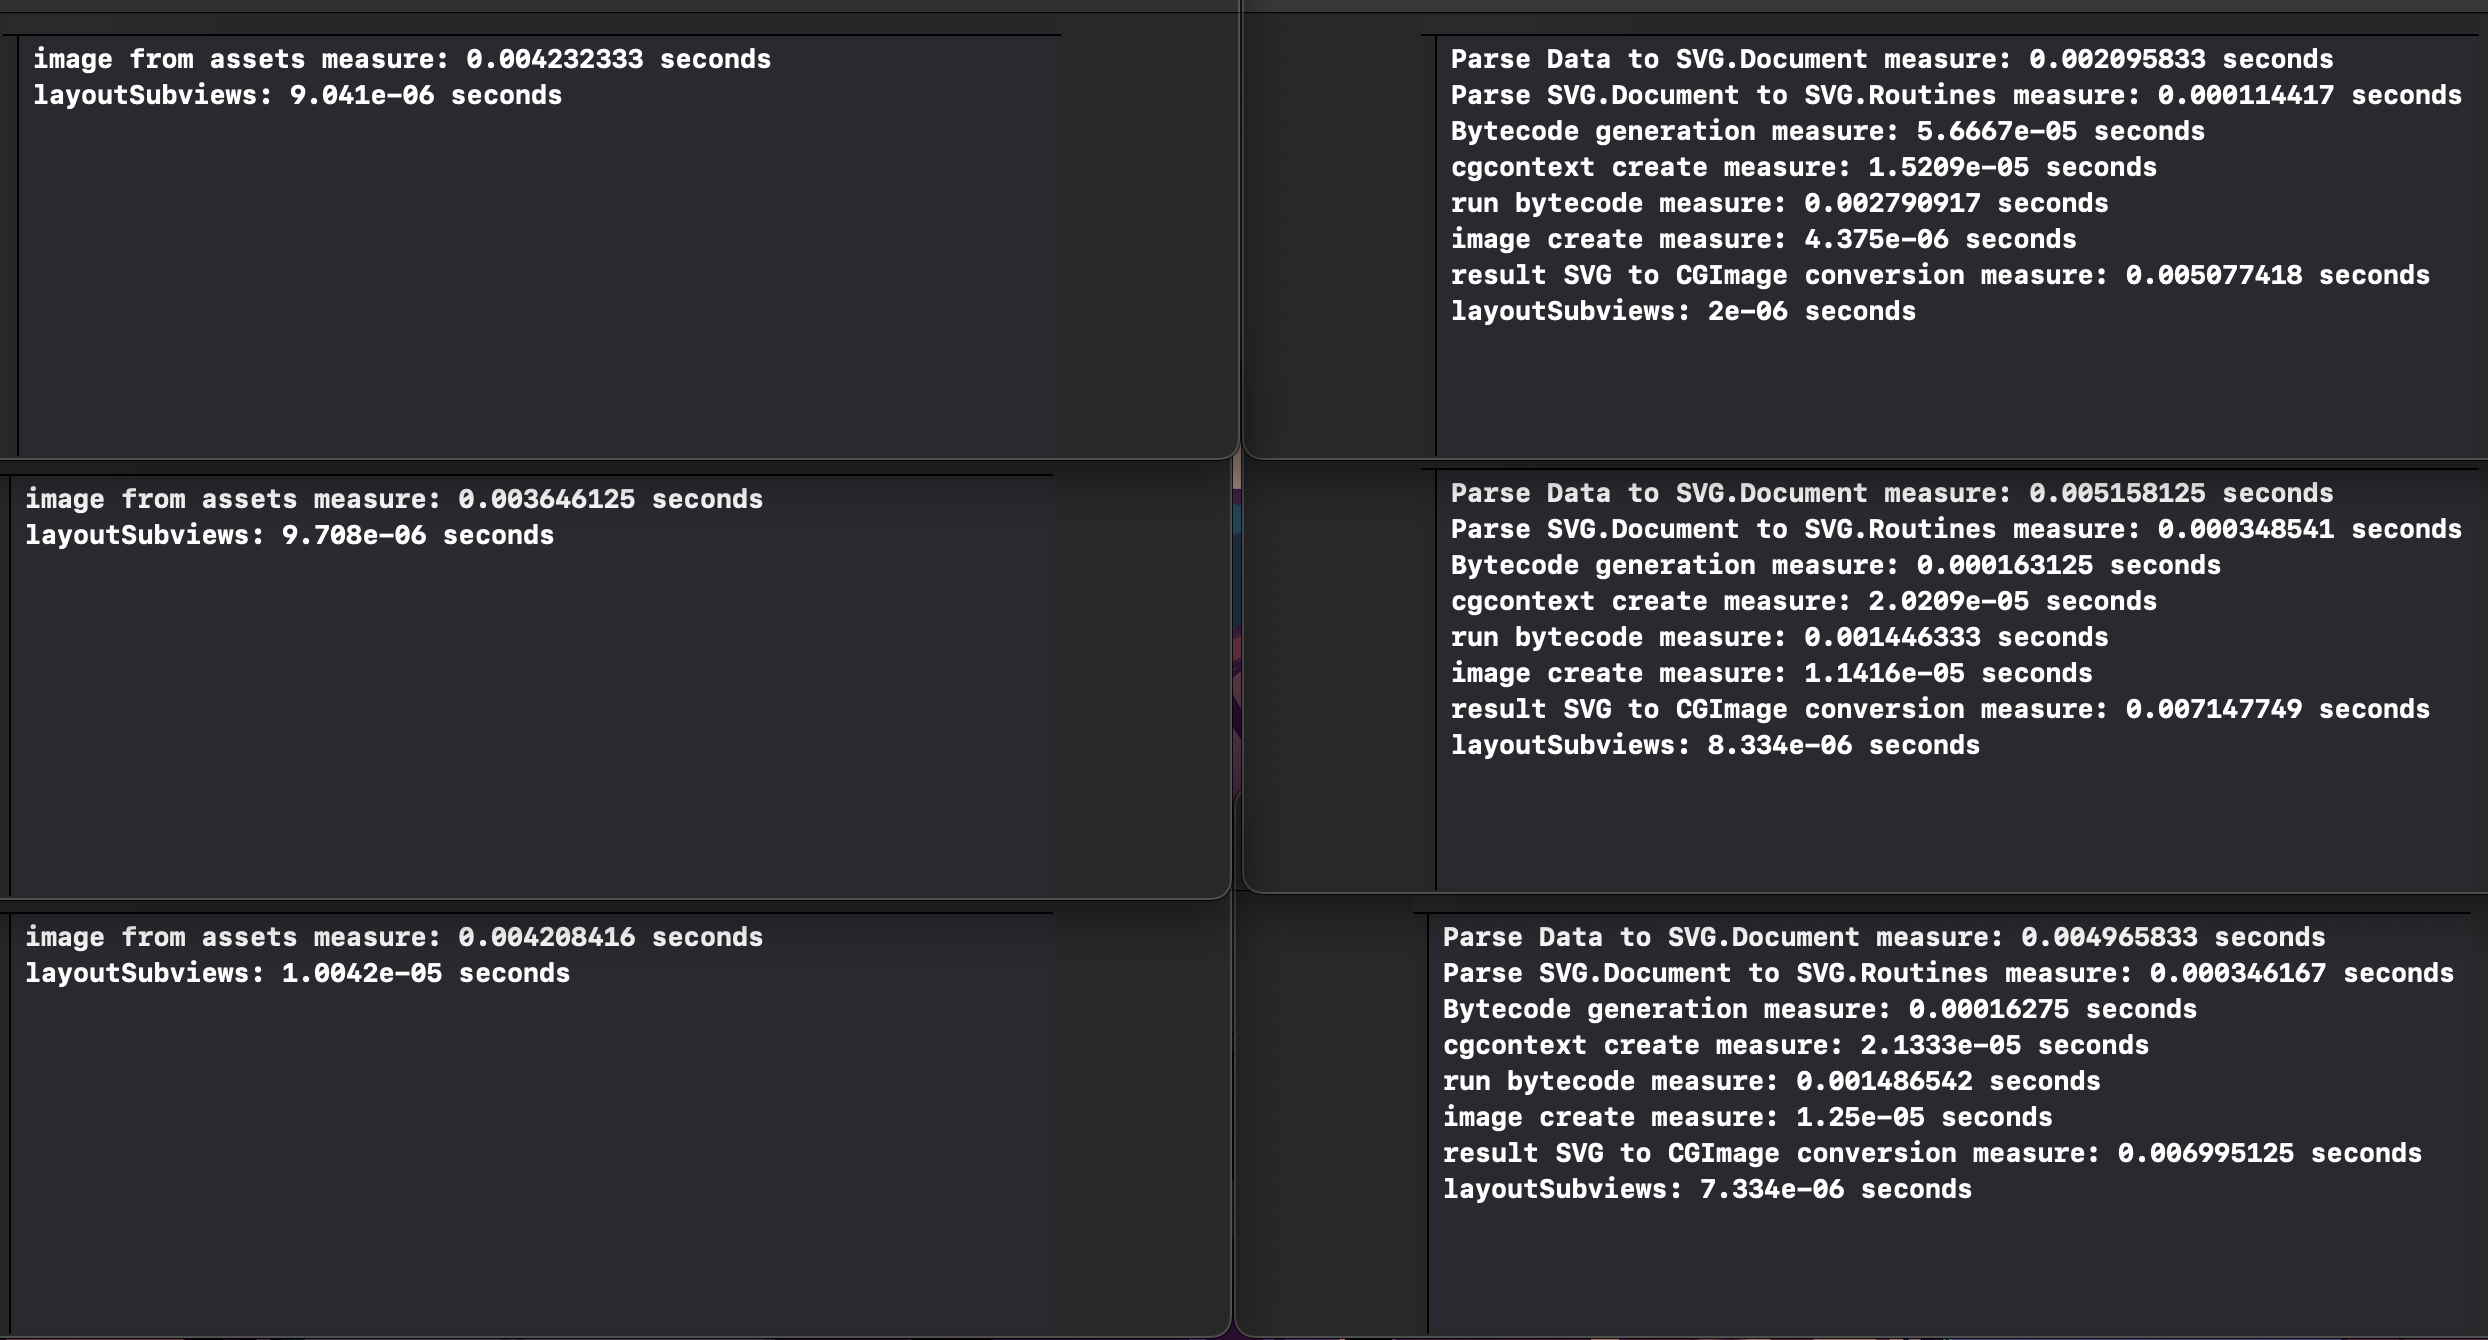 image from assets measure: 0.004232333 seconds
layoutSubviews: 9.041e-06 seconds
Parse Data to SVG.Document measure: 0.002095833 seconds
Parse SVG.Document to SVG.Routines measure: 0.000114417 seconds
Bytecode generation measure: 5.6667e-05 seconds
cgcontext create measure: 1.5209e-05 seconds
run bytecode measure: 0.002790917 seconds
image create measure: 4.375e-06 seconds
result SVG to CGImage conversion measure: 0.005077418 seconds
layoutSubviews: 2e-06 seconds
image from assets measure: 0.003646125 seconds
layoutSubviews: 9.708e-06 seconds
Parse Data to SVG.Document measure: 0.005158125 seconds
Parse SVG.Document to SVG.Routines measure: 0.000348541 seconds
Bytecode generation measure: 0.000163125 seconds
cgcontext create measure: 2.0209e-05 seconds
run bytecode measure: 0.001446333 seconds
image create measure: 1.1416e-05 seconds
result SVG to CGImage conversion measure: 0.007147749 seconds
layoutSubviews: 8.334e-06 seconds
image from assets measure: 0.004208416 seconds
layoutSubviews: 1.0042e-05 seconds
Parse Data to SVG.Document measure: 0.004965833 seconds
Parse SVG.Document to SVG.Routines measure: 0.000346167 seconds
Bytecode generation measure: 0.00016275 seconds
cgcontext create measure: 2.1333e-05 seconds
run bytecode measure: 0.001486542 seconds
image create measure: 1.25e-05 seconds
result SVG to CGImage conversion measure: 0.006995125 seconds
layoutSubviews: 7.334e-06 seconds